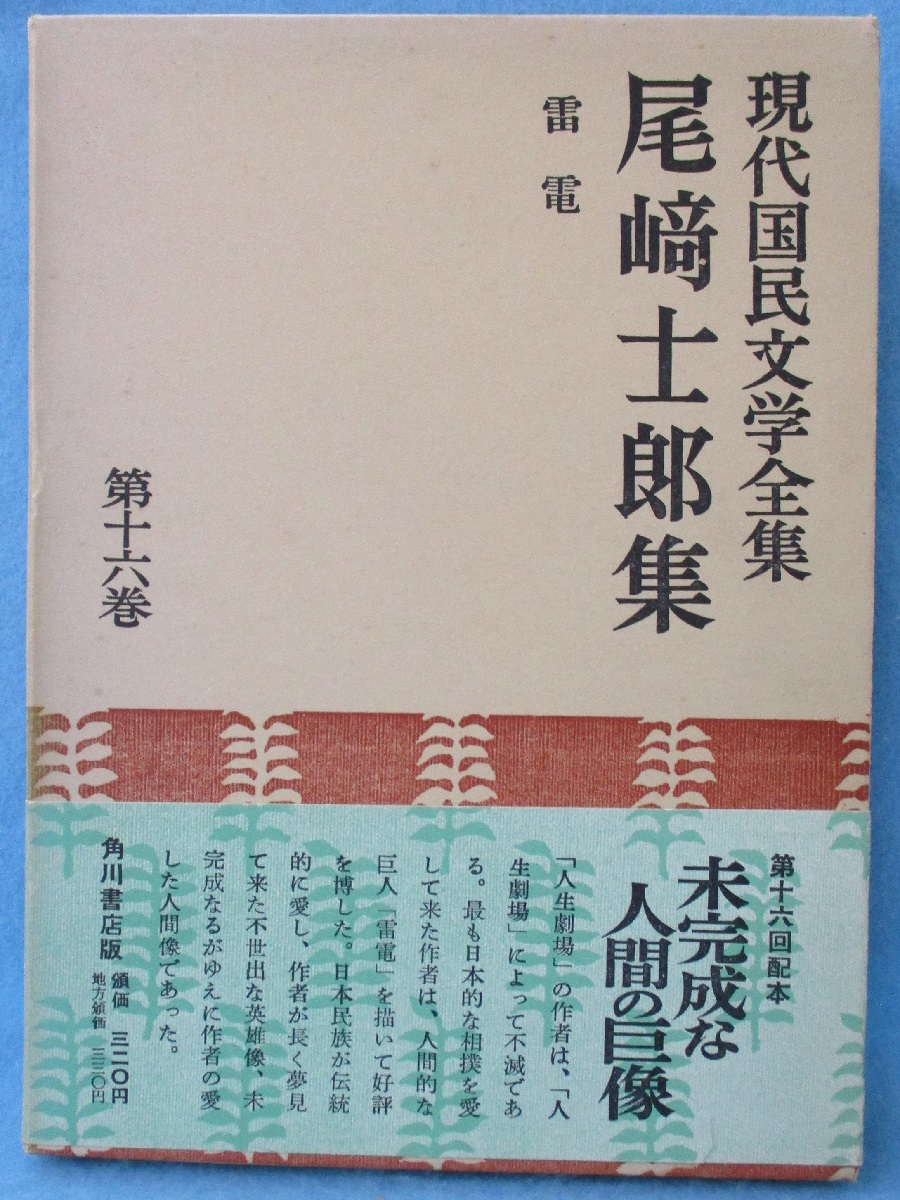 現代国民文学全集
尾﨑士郎集
雷電
第十六巻
第十六回配本
未完成な
人間の巨像
「人生劇場」の作者は、「人
生劇場」によって不滅であ
る。最も日本的な相撲を愛
して来た作者は、人間的な
巨人「雷電」を描いて好評
を博した。日本民族が伝統
的に愛し、作者が長く夢見
て来た不世出な英雄像、未
完成なるがゆえに作者の愛
した人間像であった。
角川書店版
頒価 三二〇円
地方頒価 三三〇円